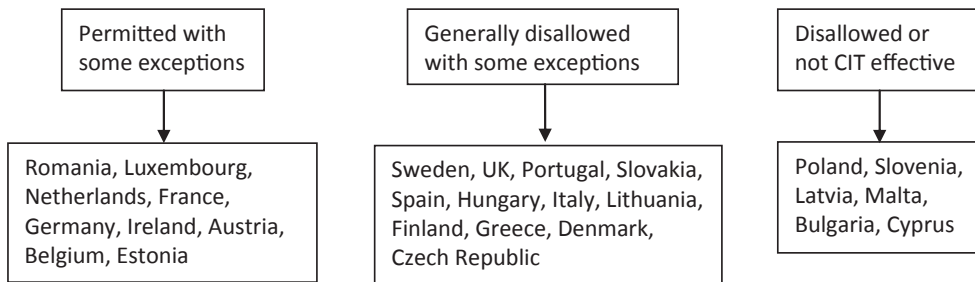 Permitted with
some exceptions
Generally disallowed
with some exceptions
Disallowed or
not CIT effective
Romania, Luxembourg,
Netherlands, France,
Germany, Ireland, Austria,
Belgium, Estonia
Sweden, UK, Portugal, Slovakia,
Spain, Hungary, Italy, Lithuania,
Finland, Greece, Denmark,
Czech Republic
Poland, Slovenia,
Latvia, Malta,
Bulgaria, Cyprus